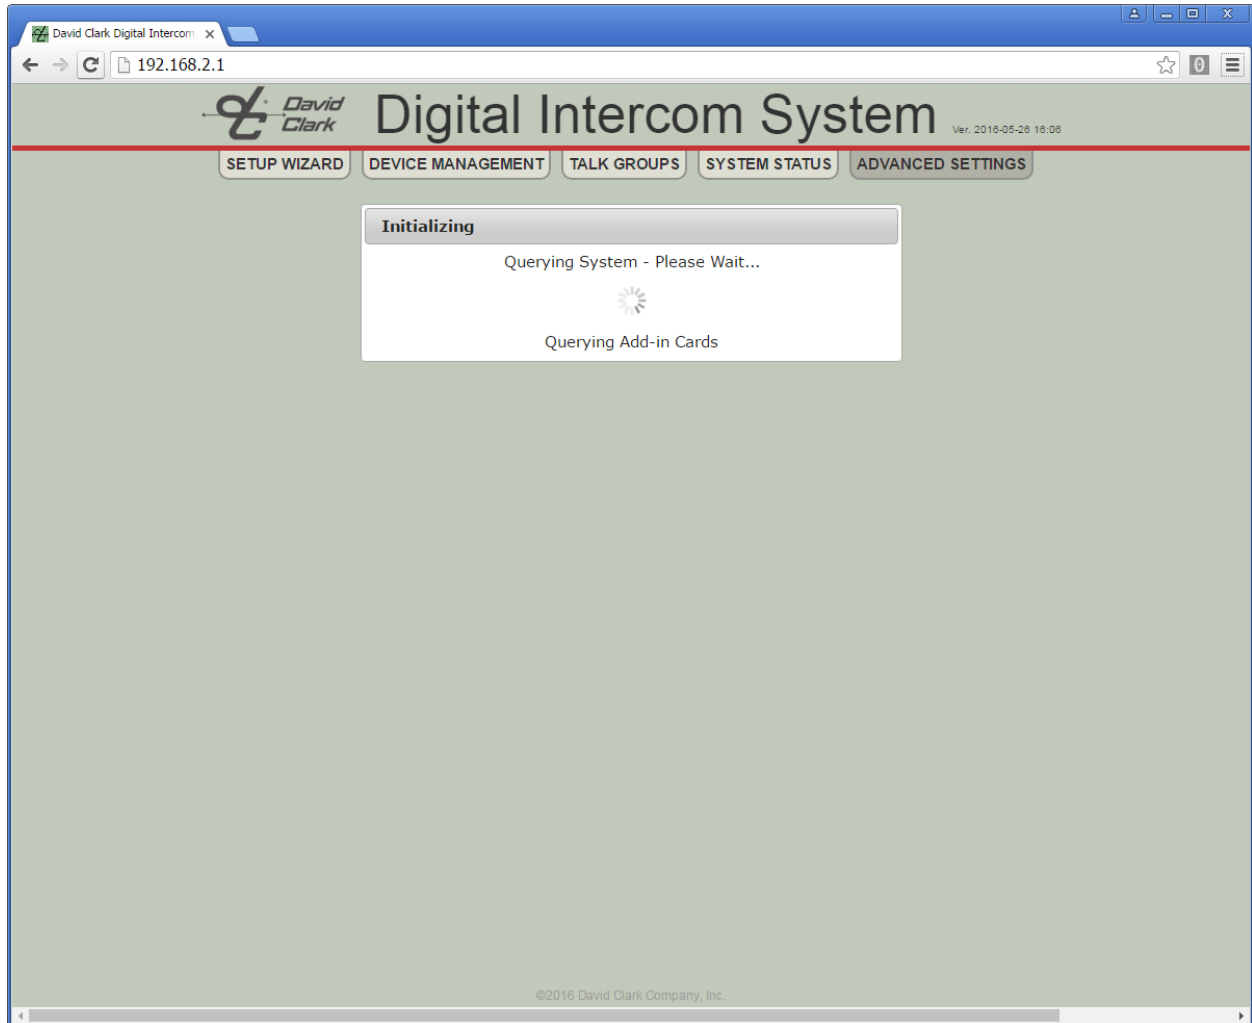 David Clark Digital Intercom
192.168.2.1
David
Clark
Digital Intercom System
Ver. 2016-05-26 16:06
SETUP WIZARD
DEVICE MANAGEMENT
TALK GROUPS
SYSTEM STATUS
ADVANCED SETTINGS
Initializing
Querying System - Please Wait...
Querying Add-in Cards
©2016 David Clark Company, Inc.